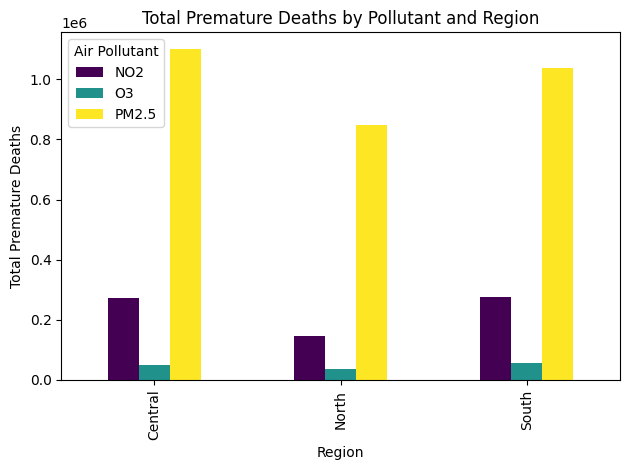 Total Premature Deaths by Pollutant and Region
1e6
Air Pollutant
NO2
O3
PM2.5
Total Premature Deaths
1.0
0.8
0.6
0.4
0.2
0.0
Central
North
South
Region